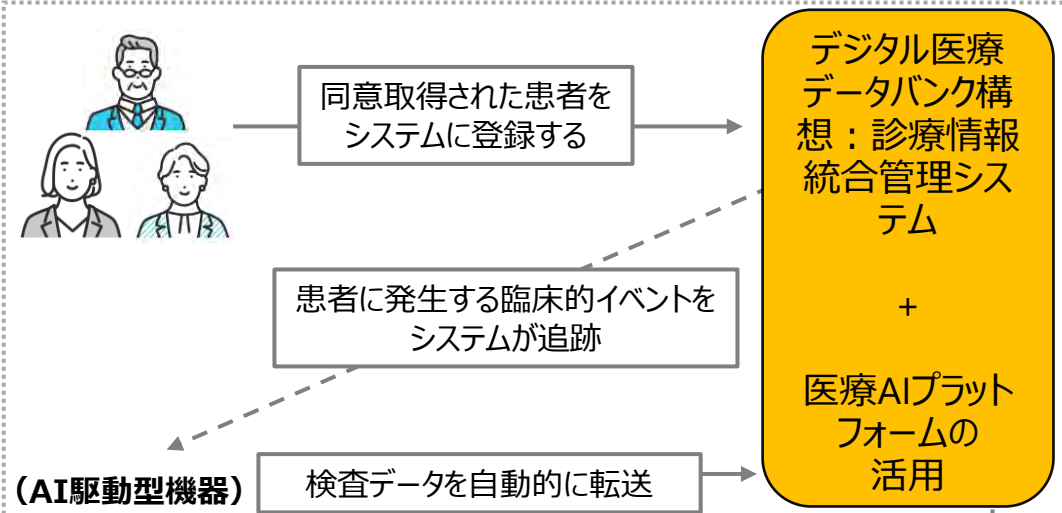 同意取得された患者を
システムに登録する
デジタル医療
データバンク構
想：診療情報
統合管理シス
テム
+
医療AIプラット
フォームの
活用
患者に発生する臨床的イベントを
システムが追跡
（AI駆動型機器）
検査データを自動的に転送